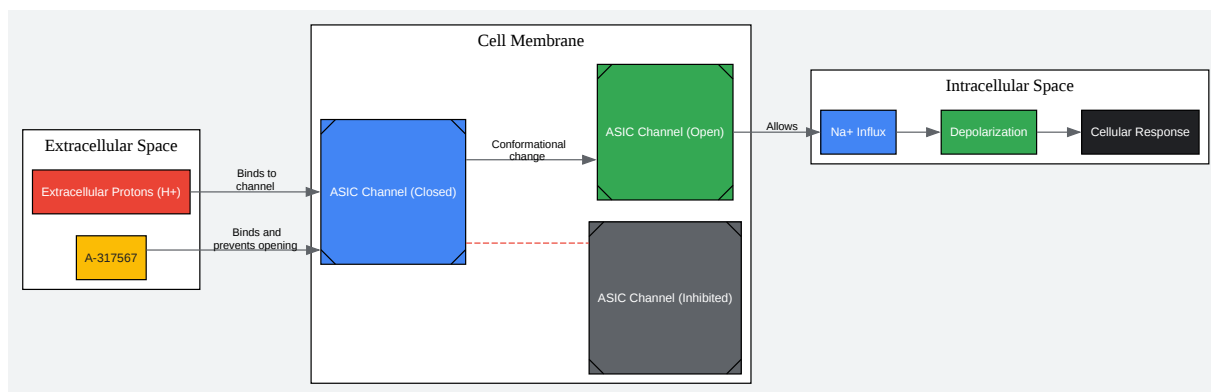 Cell Membrane
Extracellular Space
Extracellular Protons (H+)
A-317567
Binds to
channel
Binds and
prevents opening
ASIC Channel (Closed)
Conformational
change
ASIC Channel (Open)
ASIC Channel (Inhibited)
Allows
Intracellular Space
Na+ Influx
Depolarization
Cellular Response